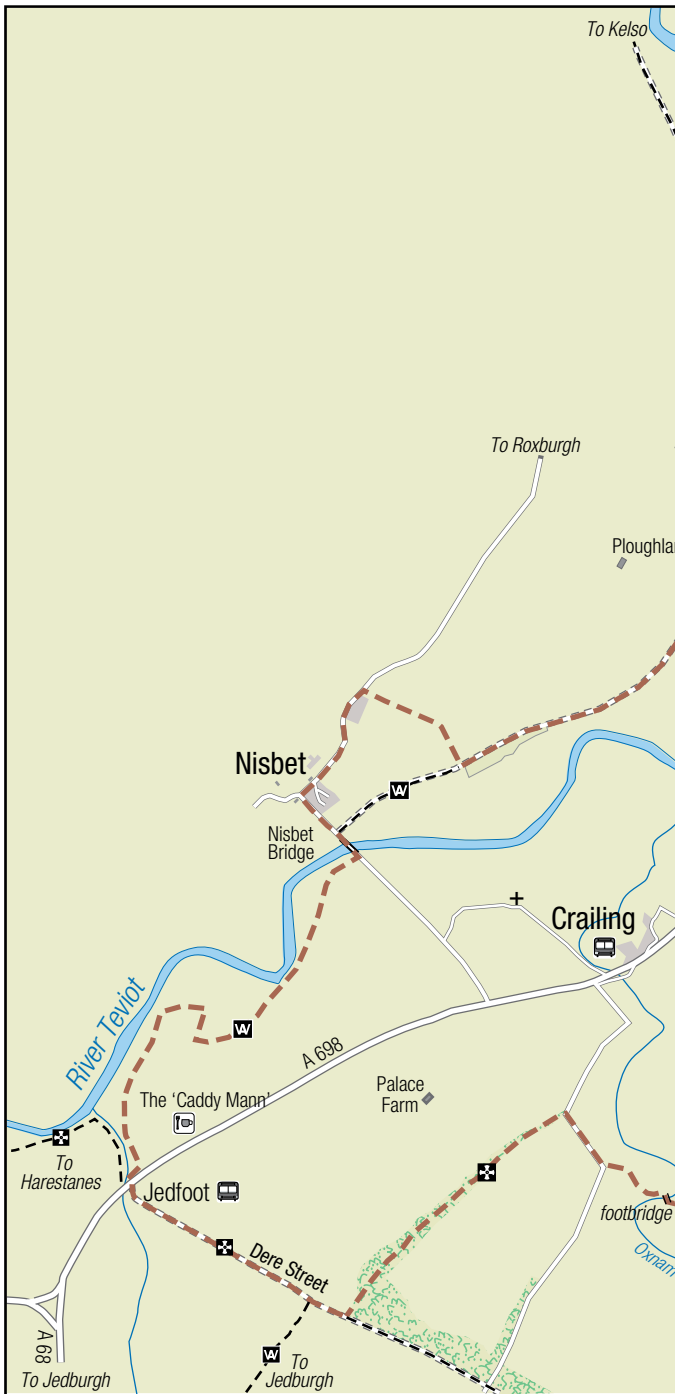 To Kelso
To Roxburgh
Ploughlan
Nisbet
W
Nisbet
Bridge
Crailing
River Teviot
W
A 698
The 'Caddy Mann'
Palace
Farm
To
Harestanes
Jedfoot
footbridge
Dere Street
Oxnam
A 68
W
To
Jedburgh
To Jedburgh